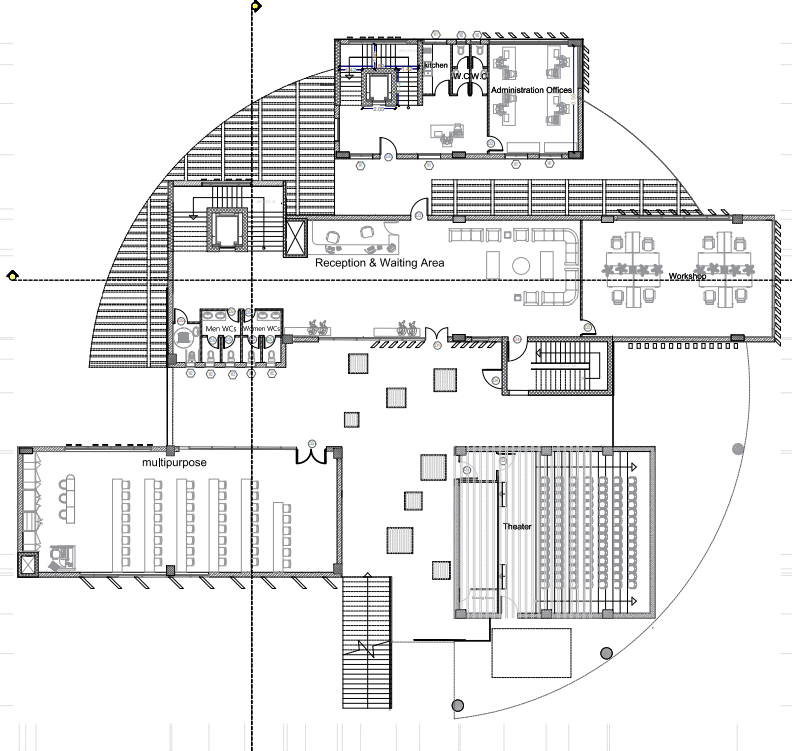 kitchen
W.C
W.C
Administration Offices
Reception & Waiting Area
Workshop
Men WCs
Women WCs
multipurpose
Theater